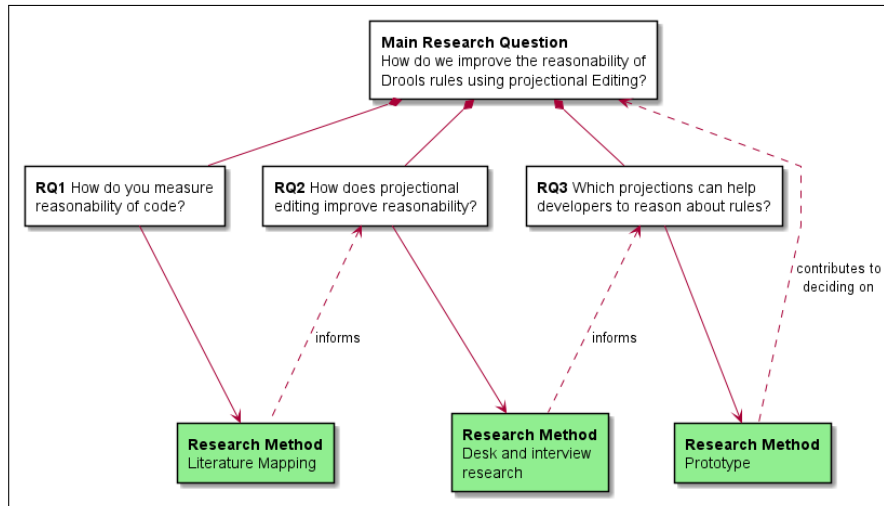 Main Research Question
How do we improve the reasonability of
Drools rules using projectional Editing?
RQ1 How do you measure
reasonability of code?
RQ2 How does projectional
editing improve reasonability?
RQ3 Which projections can help
developers to reason about rules?
contributes to
deciding on
informs
informs
Research Method
Literature Mapping
Research Method
Desk and interview
research
Research Method
Prototype